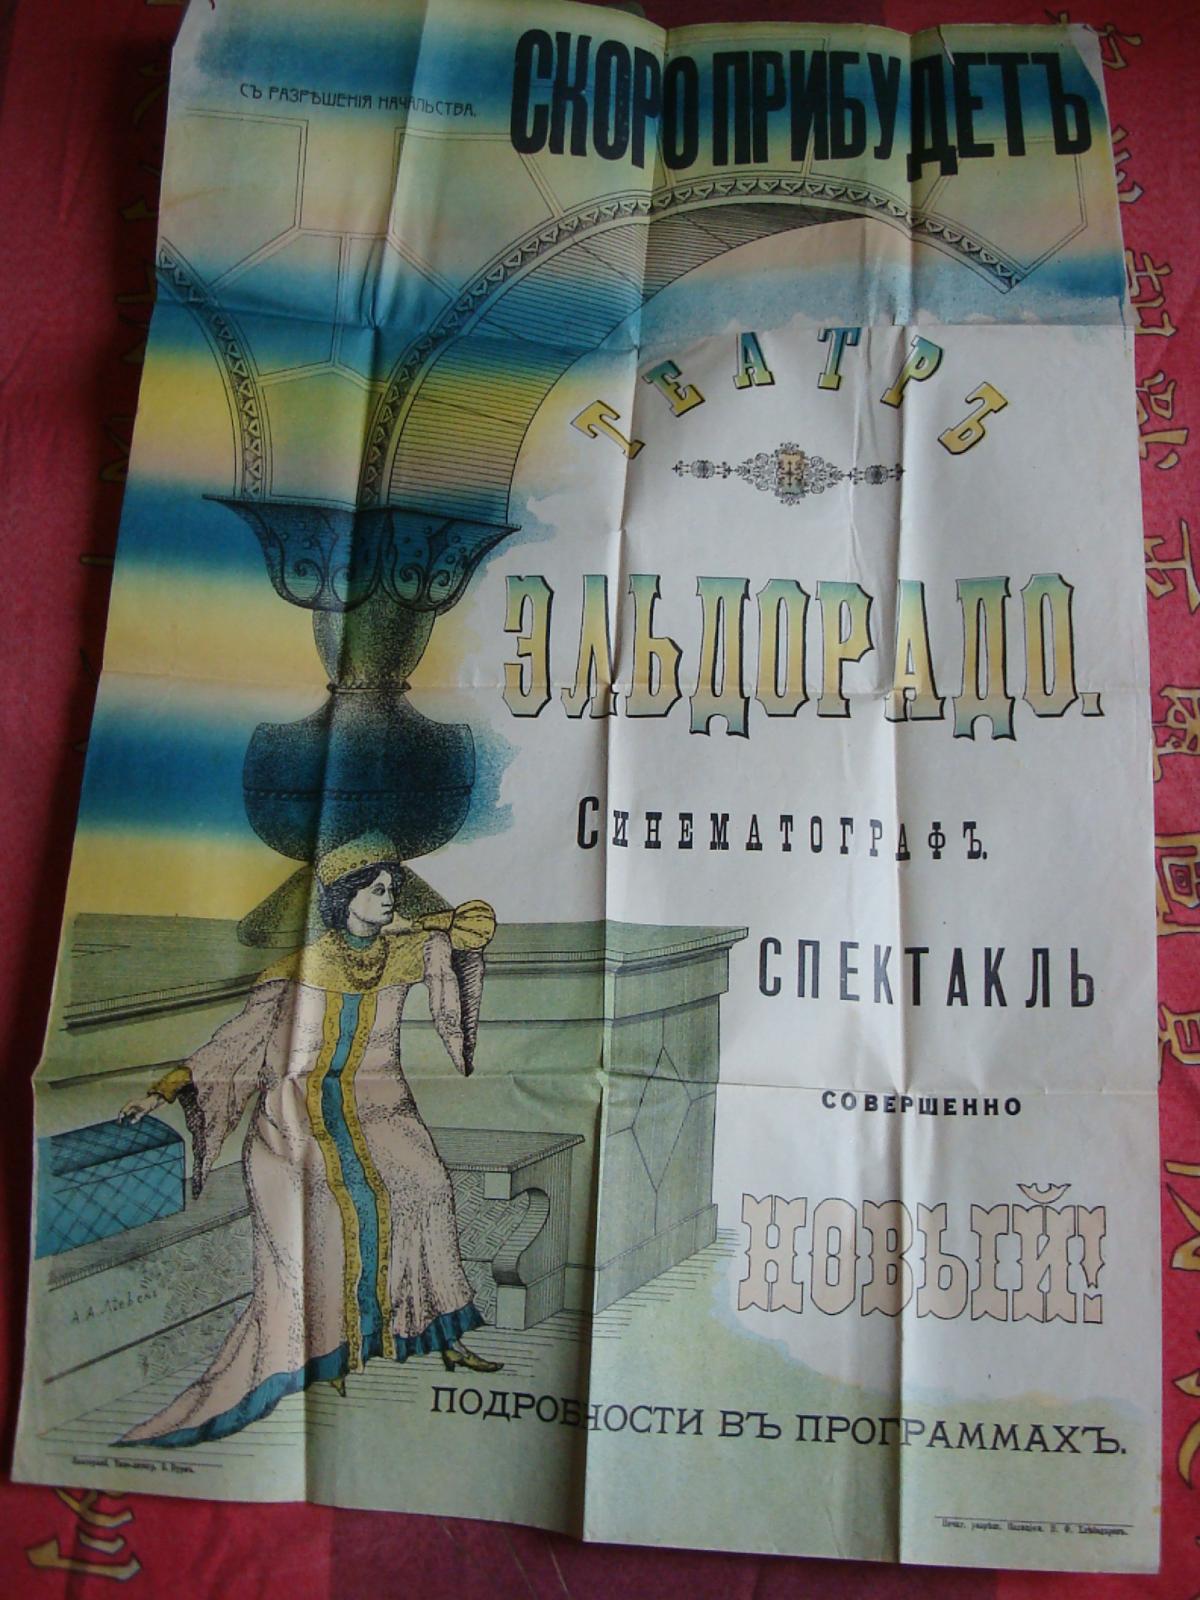 СКОРО ПРИБУДЕТЪ
СЪ РАЗРѢШЕНІЯ НАЧАЛЬСТВА.
ТЕАТРЪ
ЭЛЬДОРАДО.
СИНЕМАТОГРАФЪ.
СПЕКТАКЛЬ
СОВЕРШЕННО
НОВЫЙ!
ПОДРОБНОСТИ ВЪ ПРОГРАММАХЪ.